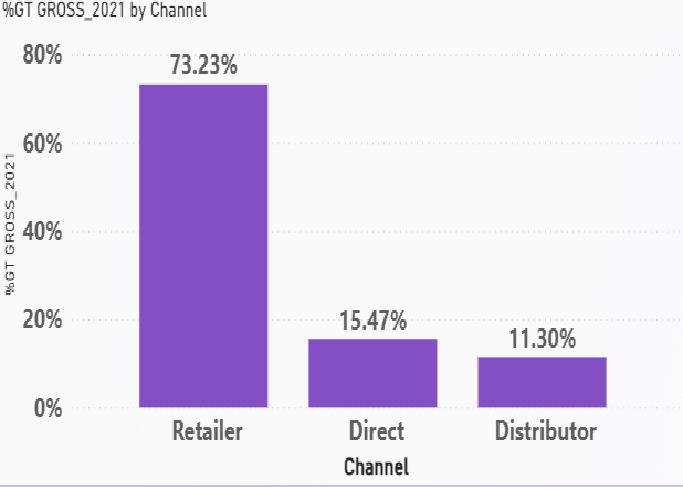 %GT GROSS_2021 by Channel
80%
73.23%
60%
%GT GROSS_2021
40%
20%
15.47%
11.30%
0%
Retailer
Direct
Distributor
Channel